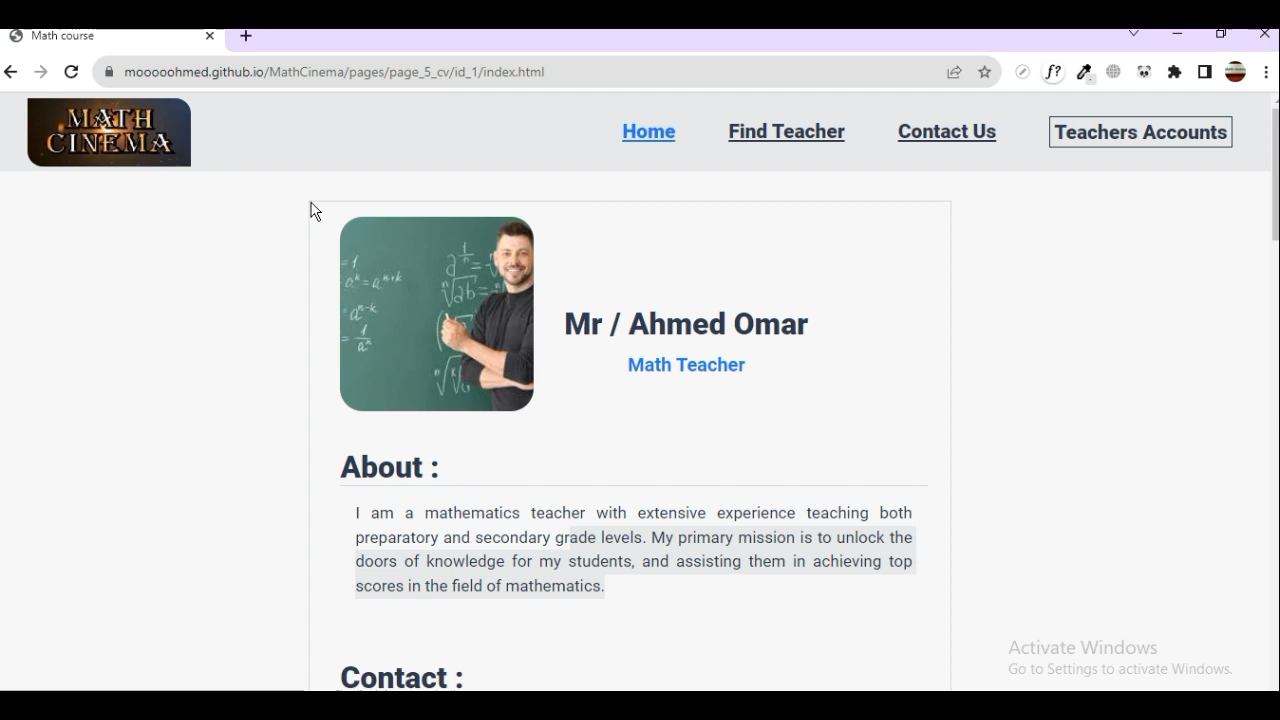 Math course
mooooohmed.github.io/MathCinema/pages/page_5_cv/id_1/index.html
f?
MATH
CINEMA
Home
Find Teacher
Contact Us
Teachers Accounts
Mr / Ahmed Omar
Math Teacher
About :
I am a mathematics teacher with extensive experience teaching both
preparatory and secondary grade levels. My primary mission is to unlock the
doors of knowledge for my students, and assisting them in achieving top
scores in the field of mathematics.
Contact :
Activate Windows
Go to Settings to activate Windows.